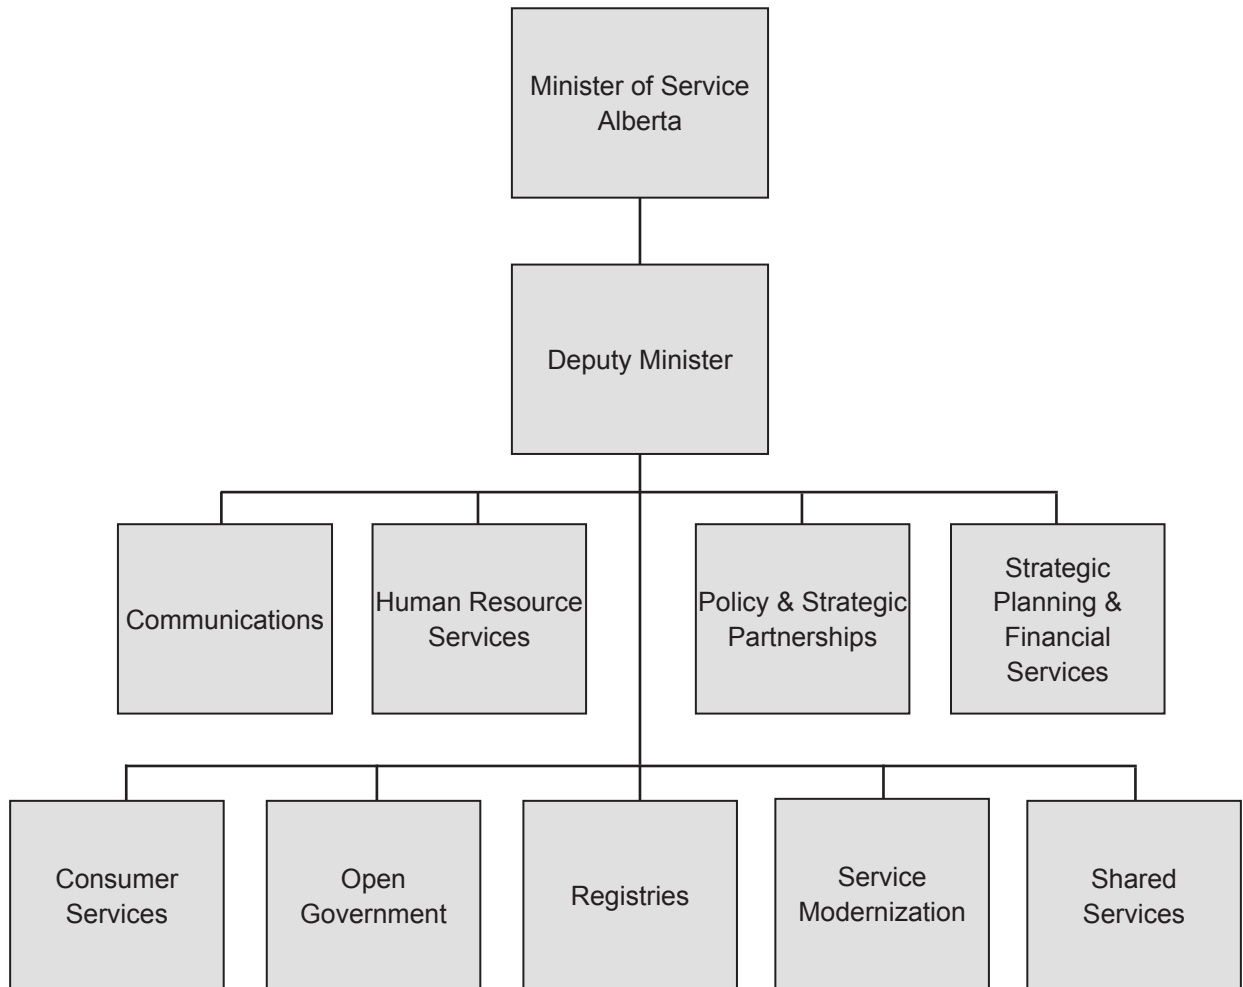 Minister of Service
Alberta
Deputy Minister
Communications
Human Resource
Services
Policy & Strategic
Partnerships
Strategic
Planning &
Financial
Services
Consumer
Services
Open
Government
Registries
Service
Modernization
Shared
Services